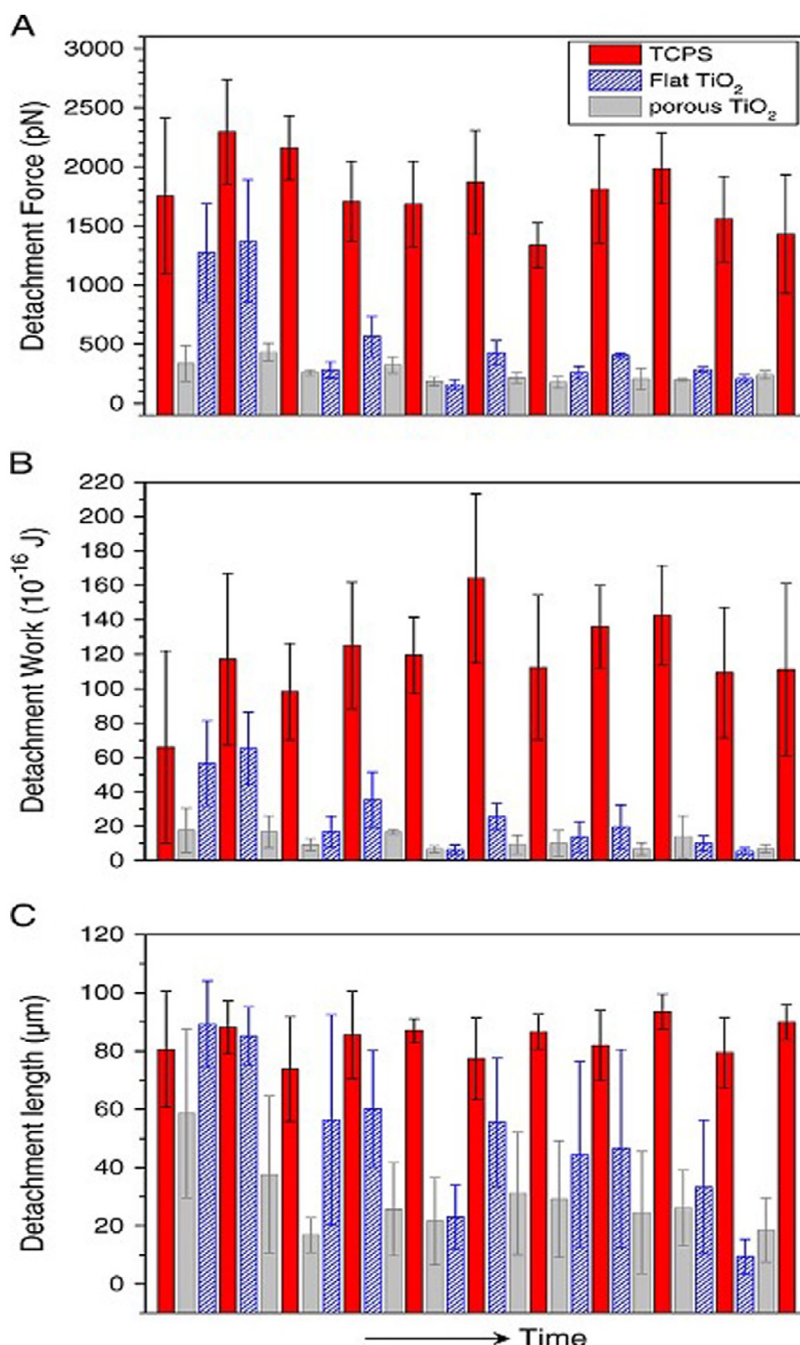 A
Detachment Force (pN)
3000
2500
2000
1500
1000
500
0
TCPS
Flat TiO₂
porous TiO₂
B
Detachment Work (10⁻¹⁶ J)
220
200
180
160
140
120
100
80
60
40
20
0
C
Detachment length (µm)
120
100
80
60
40
20
0
Time